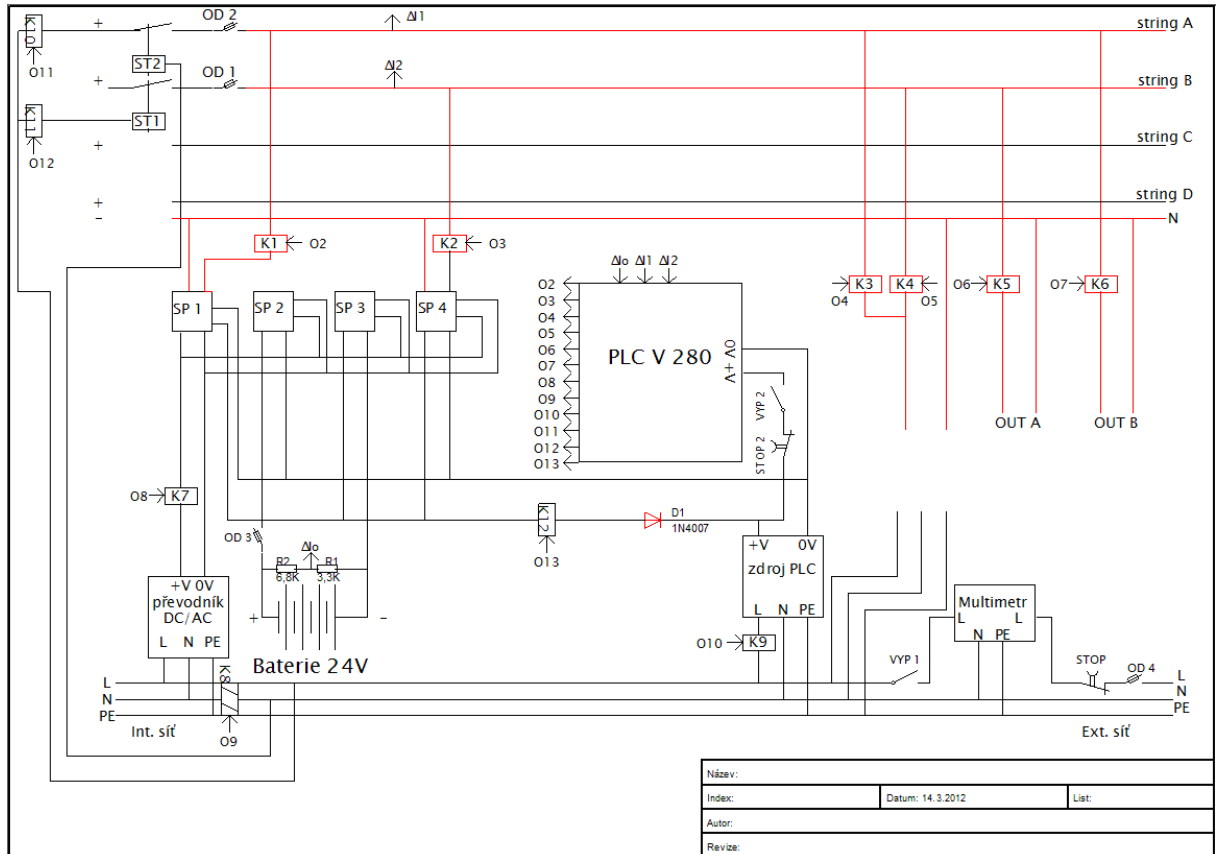 OD 2
ΔI1
string A
+
K10
O11
ST2
OD 1
ΔI2
string B
+
K11
ST1
O12
+
string C
+
string D
−
N
K1
O2
K2
O3
ΔIo
ΔI1
ΔI2
K3
K4
K5
K6
O4
O5
O6
O7
SP 1
SP 2
SP 3
SP 4
O2
O3
O4
O5
O6
O7
O8
O9
O10
O11
O12
O13
PLC V 280
0V
+V
VYP 2
STOP 2
OUT A
OUT B
O8
K7
K12
O13
D1
1N4007
OD 3
R2
6,8K
ΔIo
R1
3,3K
+
−
Baterie 24V
+V 0V
převodník
DC/AC
L N PE
+V 0V
zdroj PLC
L N PE
O10
K9
Multimetr
L L
N PE
VYP 1
STOP
OD 4
K8
O9
L
N
PE
Int. síť
L
N
PE
Ext. síť
Název:
Index:
Datum: 14.3.2012
List:
Autor:
Revize: